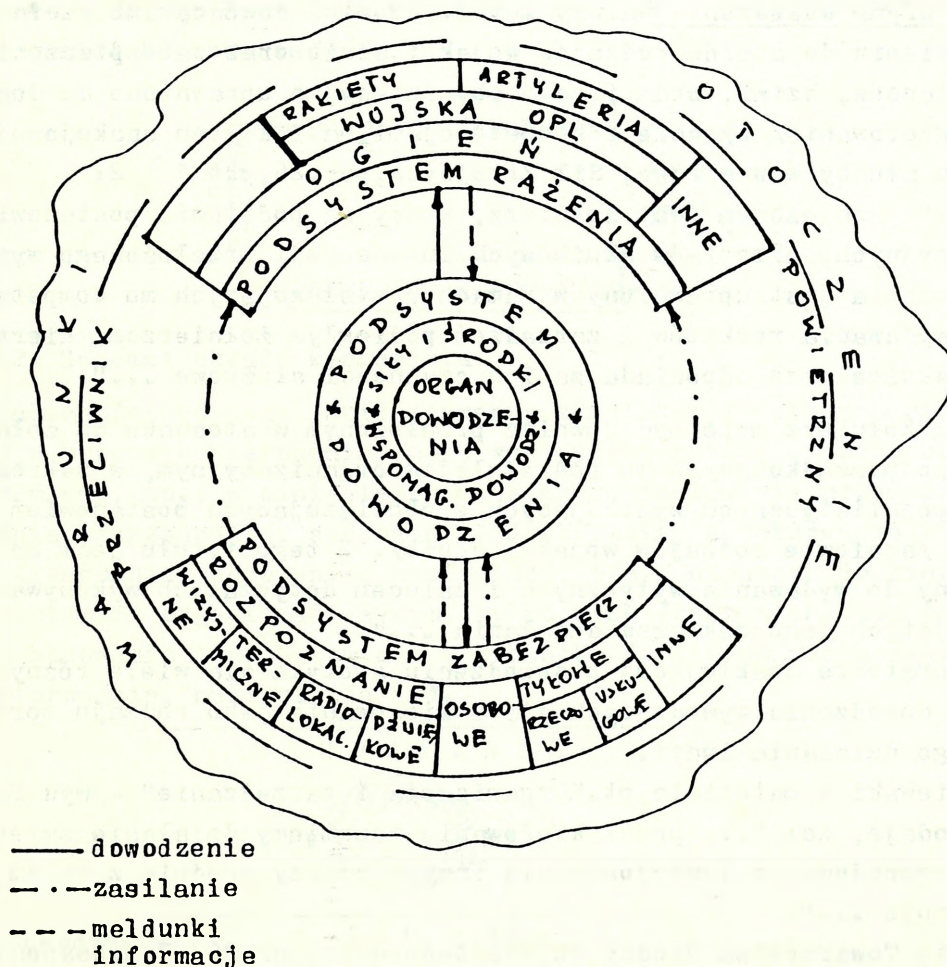 RAKIETY
ARTYLERIA
WOJSKA OPL
INNE
OGIEŃ
PODSYSTEM RAŻENIA
OTOCZENIE
POWIETRZNY
WARUNKI
PRZECIWNIK
PODSYSTEM
DOWODZENIA
SIŁY I ŚRODKI
WSPOMAG. DOWODZ.
ORGAN
DOWODZE-
NIA
PODSYSTEM ZABEZPIECZ
ROZPOZNANIE
WIZYJ-
NE
TER
MICZNE
RADIO
LOKAC.
DŹWIĘ
KOWE
OSOBO-
WE
TYŁOWE
RZECZO
WE
USŁU
GOWE
INNE
dowodzenie
zasilanie
meldunki
informacje